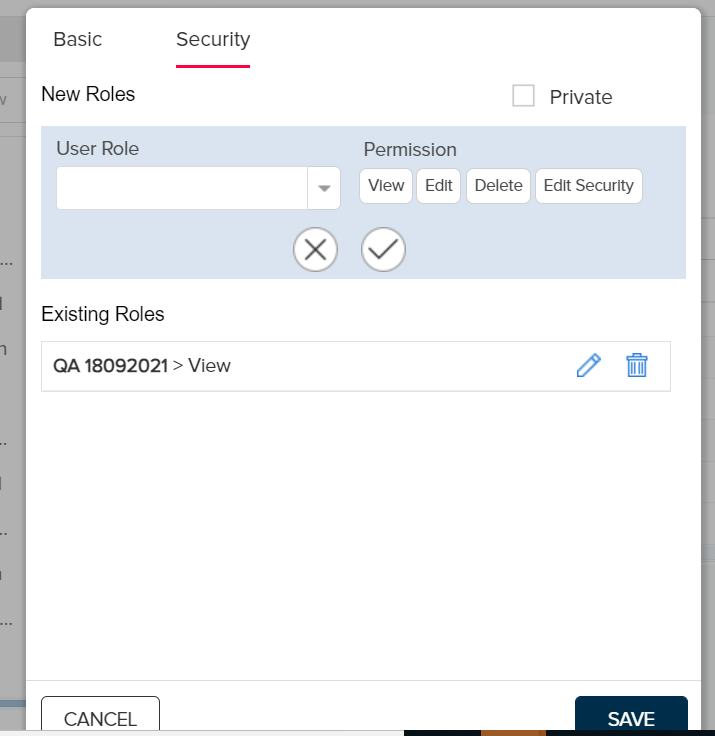 Basic
Security
New Roles
Private
User Role
Permission
View
Edit
Delete
Edit Security
Existing Roles
QA 18092021 > View
CANCEL
SAVE